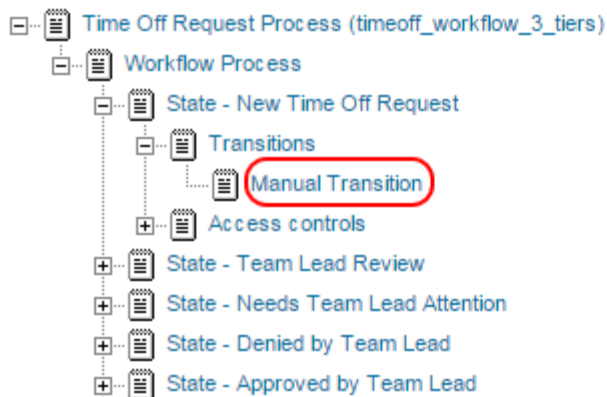 Time Off Request Process (timeoff_workflow_3_tiers)
Workflow Process
State - New Time Off Request
Transitions
Manual Transition
Access controls
State - Team Lead Review
State - Needs Team Lead Attention
State - Denied by Team Lead
State - Approved by Team Lead